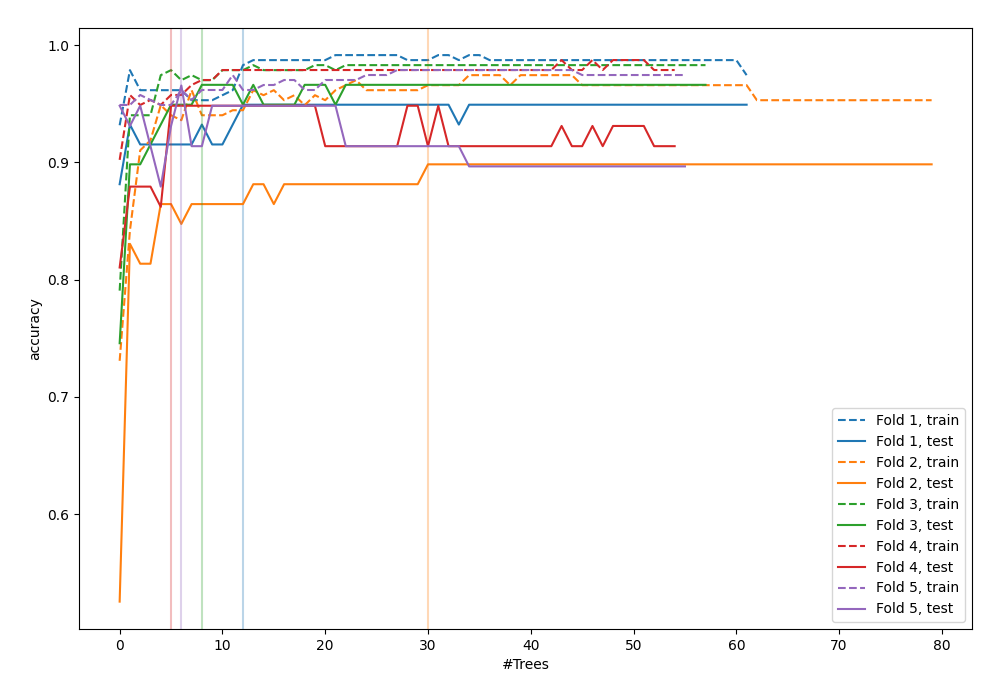 1.0
0.9
0.8
0.7
0.6
accuracy
0
10
20
30
40
50
60
70
80
#Trees
Fold 1, train
Fold 1, test
Fold 2, train
Fold 2, test
Fold 3, train
Fold 3, test
Fold 4, train
Fold 4, test
Fold 5, train
Fold 5, test